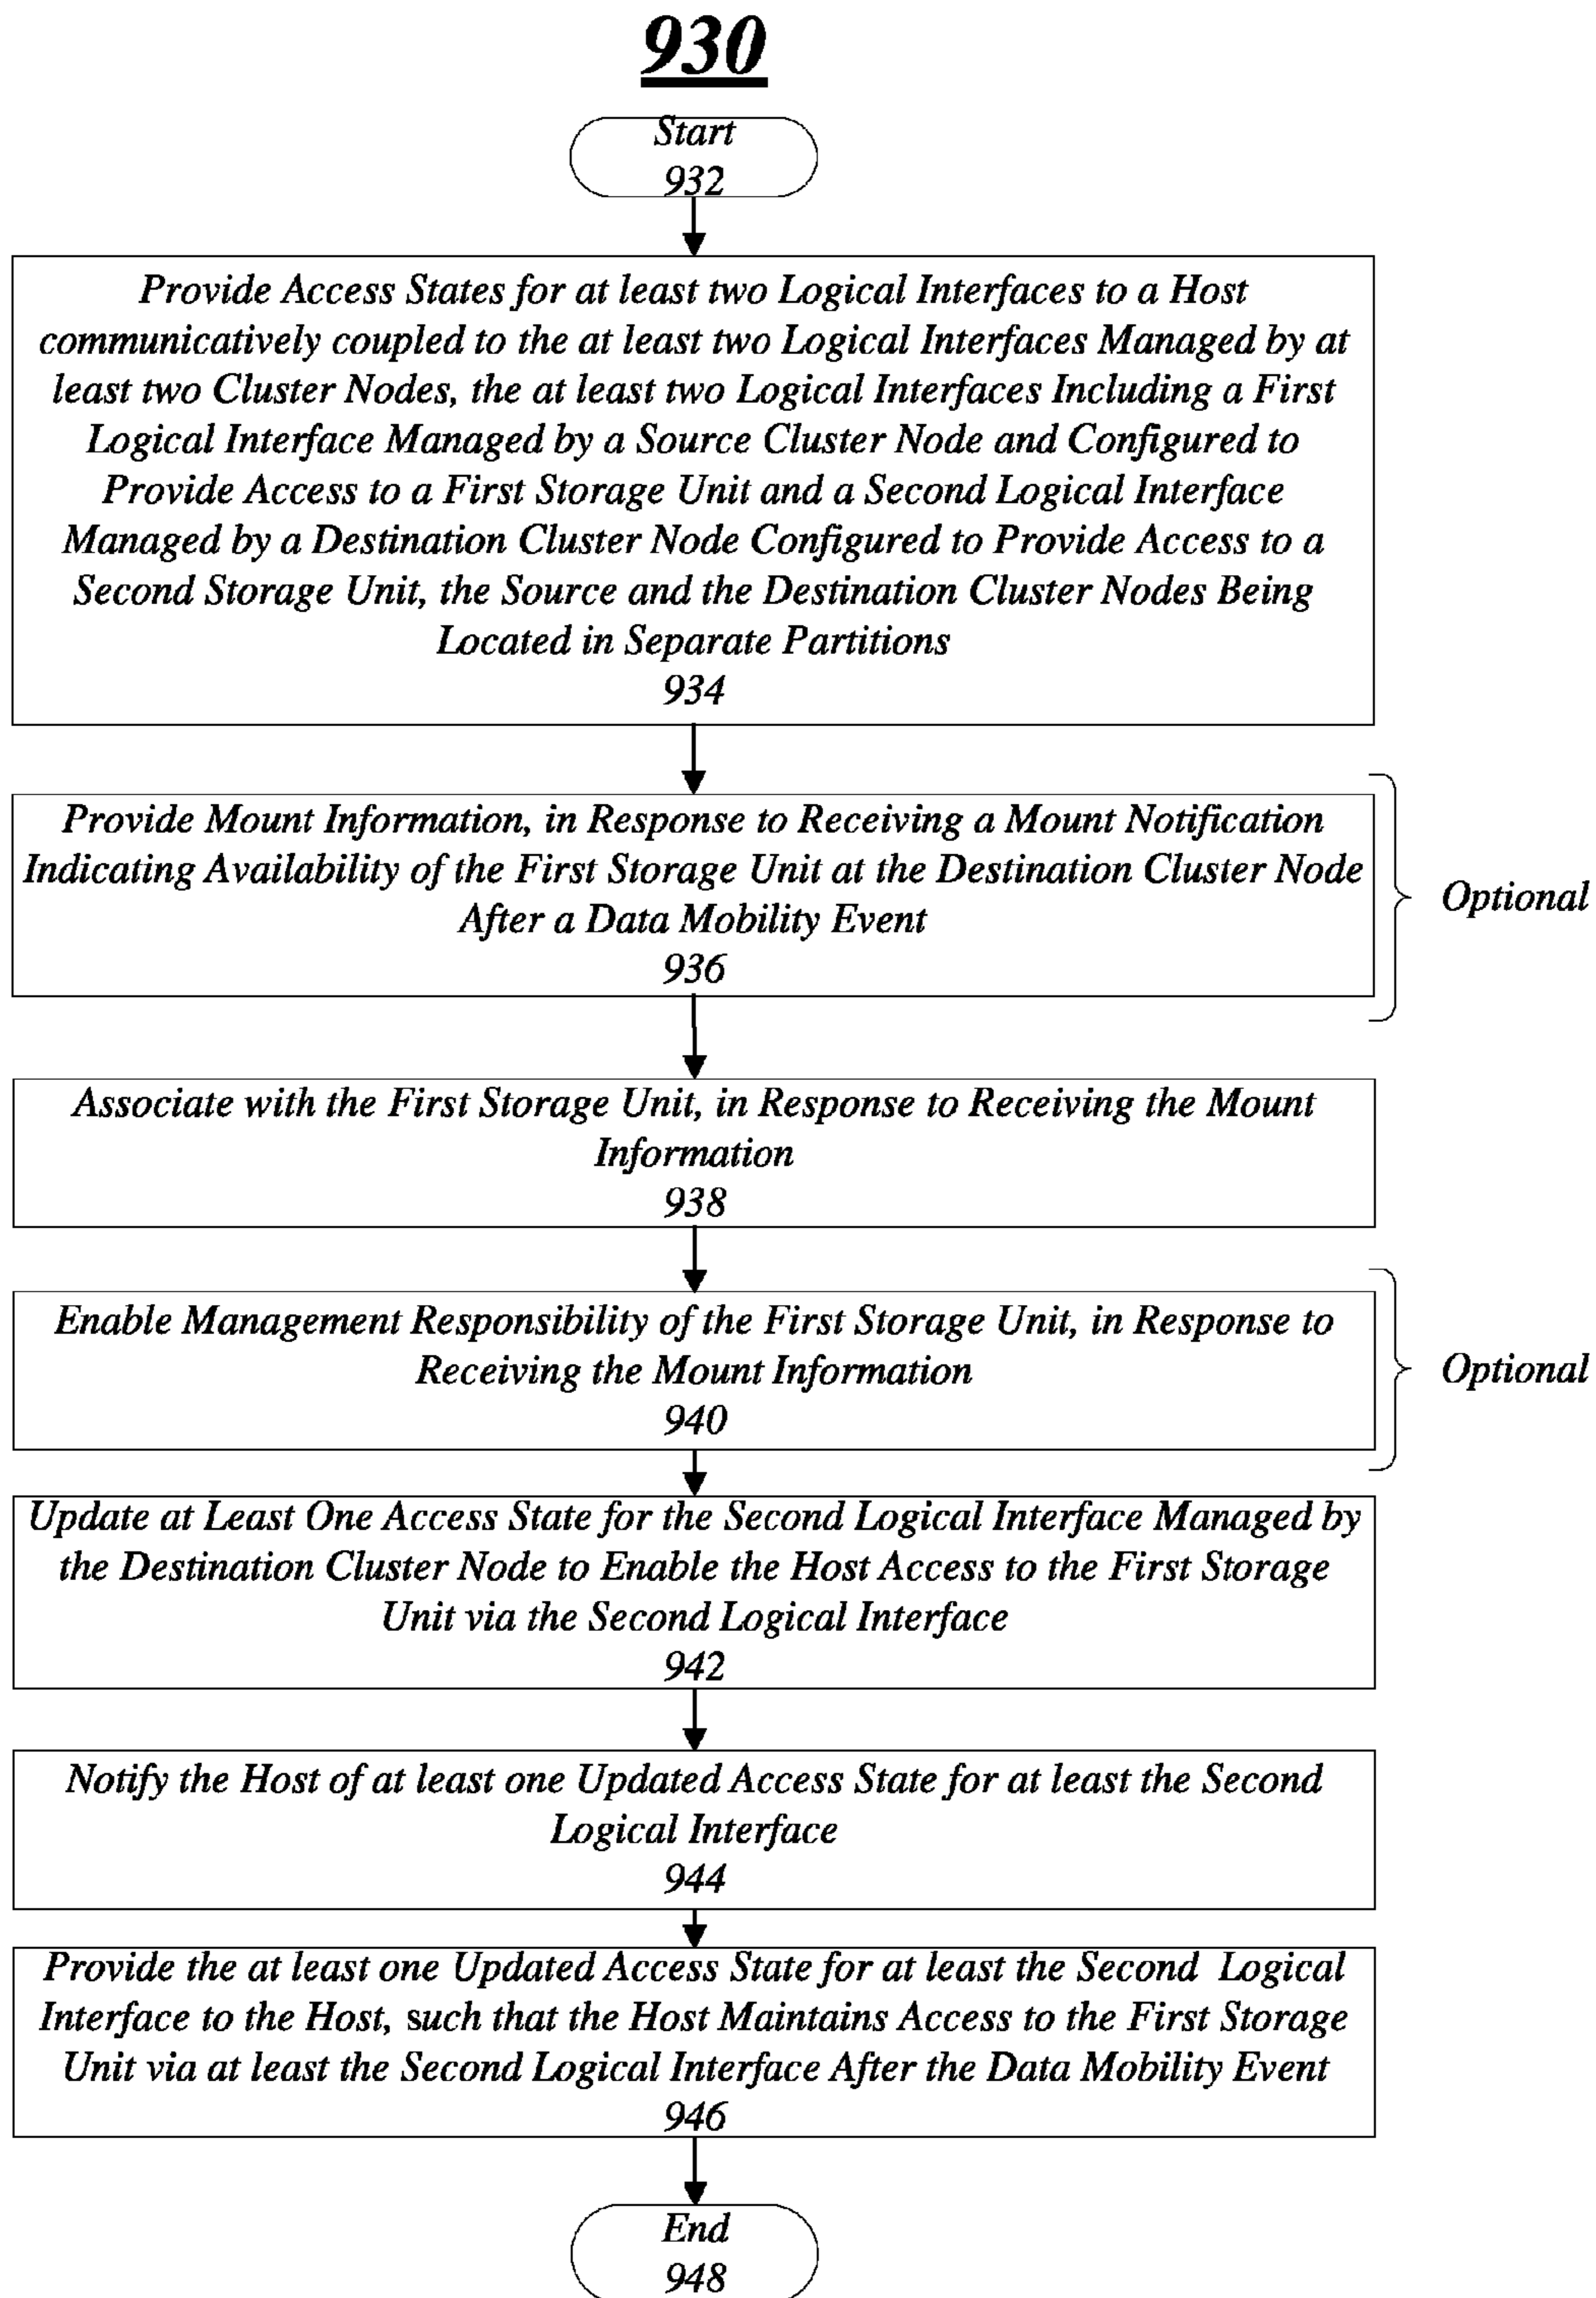 930
Start
932
Provide Access States for at least two Logical Interfaces to a Host
communicatively coupled to the at least two Logical Interfaces Managed by at
least two Cluster Nodes, the at least two Logical Interfaces Including a First
Logical Interface Managed by a Source Cluster Node and Configured to
Provide Access to a First Storage Unit and a Second Logical Interface
Managed by a Destination Cluster Node Configured to Provide Access to a
Second Storage Unit, the Source and the Destination Cluster Nodes Being
Located in Separate Partitions
934
Provide Mount Information, in Response to Receiving a Mount Notification
Indicating Availability of the First Storage Unit at the Destination Cluster Node
After a Data Mobility Event
936
Optional
Associate with the First Storage Unit, in Response to Receiving the Mount
Information
938
Enable Management Responsibility of the First Storage Unit, in Response to
Receiving the Mount Information
940
Optional
Update at Least One Access State for the Second Logical Interface Managed by
the Destination Cluster Node to Enable the Host Access to the First Storage
Unit via the Second Logical Interface
942
Notify the Host of at least one Updated Access State for at least the Second
Logical Interface
944
Provide the at least one Updated Access State for at least the Second Logical
Interface to the Host, such that the Host Maintains Access to the First Storage
Unit via at least the Second Logical Interface After the Data Mobility Event
946
End
948